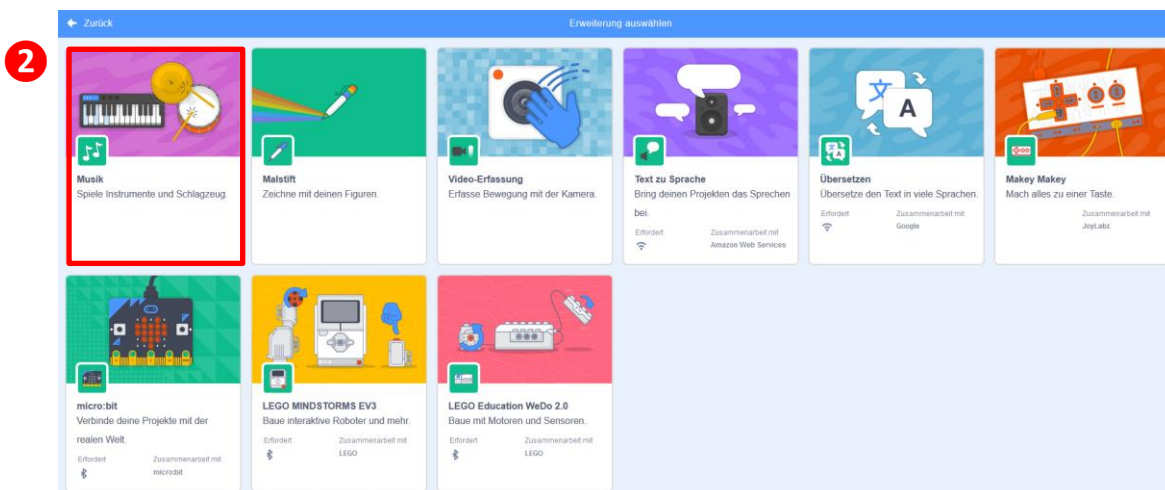 Zurück
Erweiterung auswählen
2
Musik
Spiele Instrumente und Schlagzeug.
Malstift
Zeichne mit deinen Figuren.
Video-Erfassung
Erfasse Bewegung mit der Kamera.
Text zu Sprache
Bring deinen Projekten das Sprechen
bei.
Erfordert
Zusammenarbeit mit
Amazon Web Services
文 A
Übersetzen
Übersetze den Text in viele Sprachen.
Erfordert
Zusammenarbeit mit
Google
Makey Makey
Mach alles zu einer Taste.
Zusammenarbeit mit
JoyLabz
micro:bit
Verbinde deine Projekte mit der
realen Welt.
Erfordert
Zusammenarbeit mit
micro:bit
LEGO MINDSTORMS EV3
Baue interaktive Roboter und mehr.
Erfordert
Zusammenarbeit mit
LEGO
LEGO Education WeDo 2.0
Baue mit Motoren und Sensoren.
Erfordert
Zusammenarbeit mit
LEGO